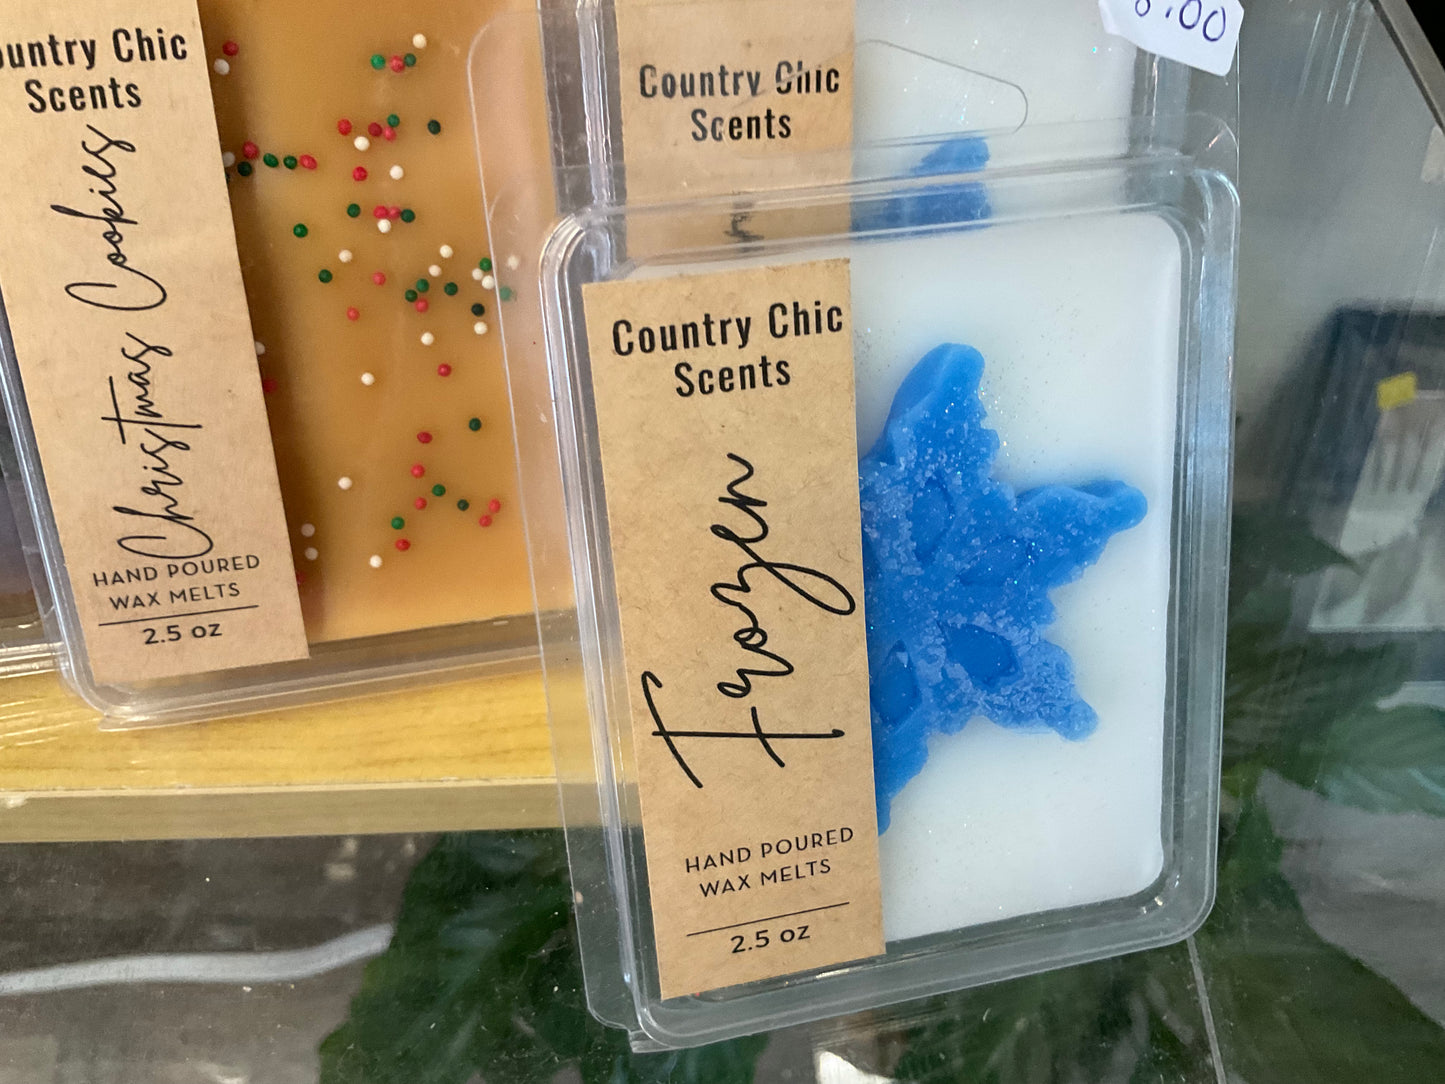 Country Chic
Scents
Christmas Cookies
HAND POURED
WAX MELTS
2.5 oz
Country Chic
Scents
Country Chic
Scents
Frozen
HAND POURED
WAX MELTS
2.5 oz